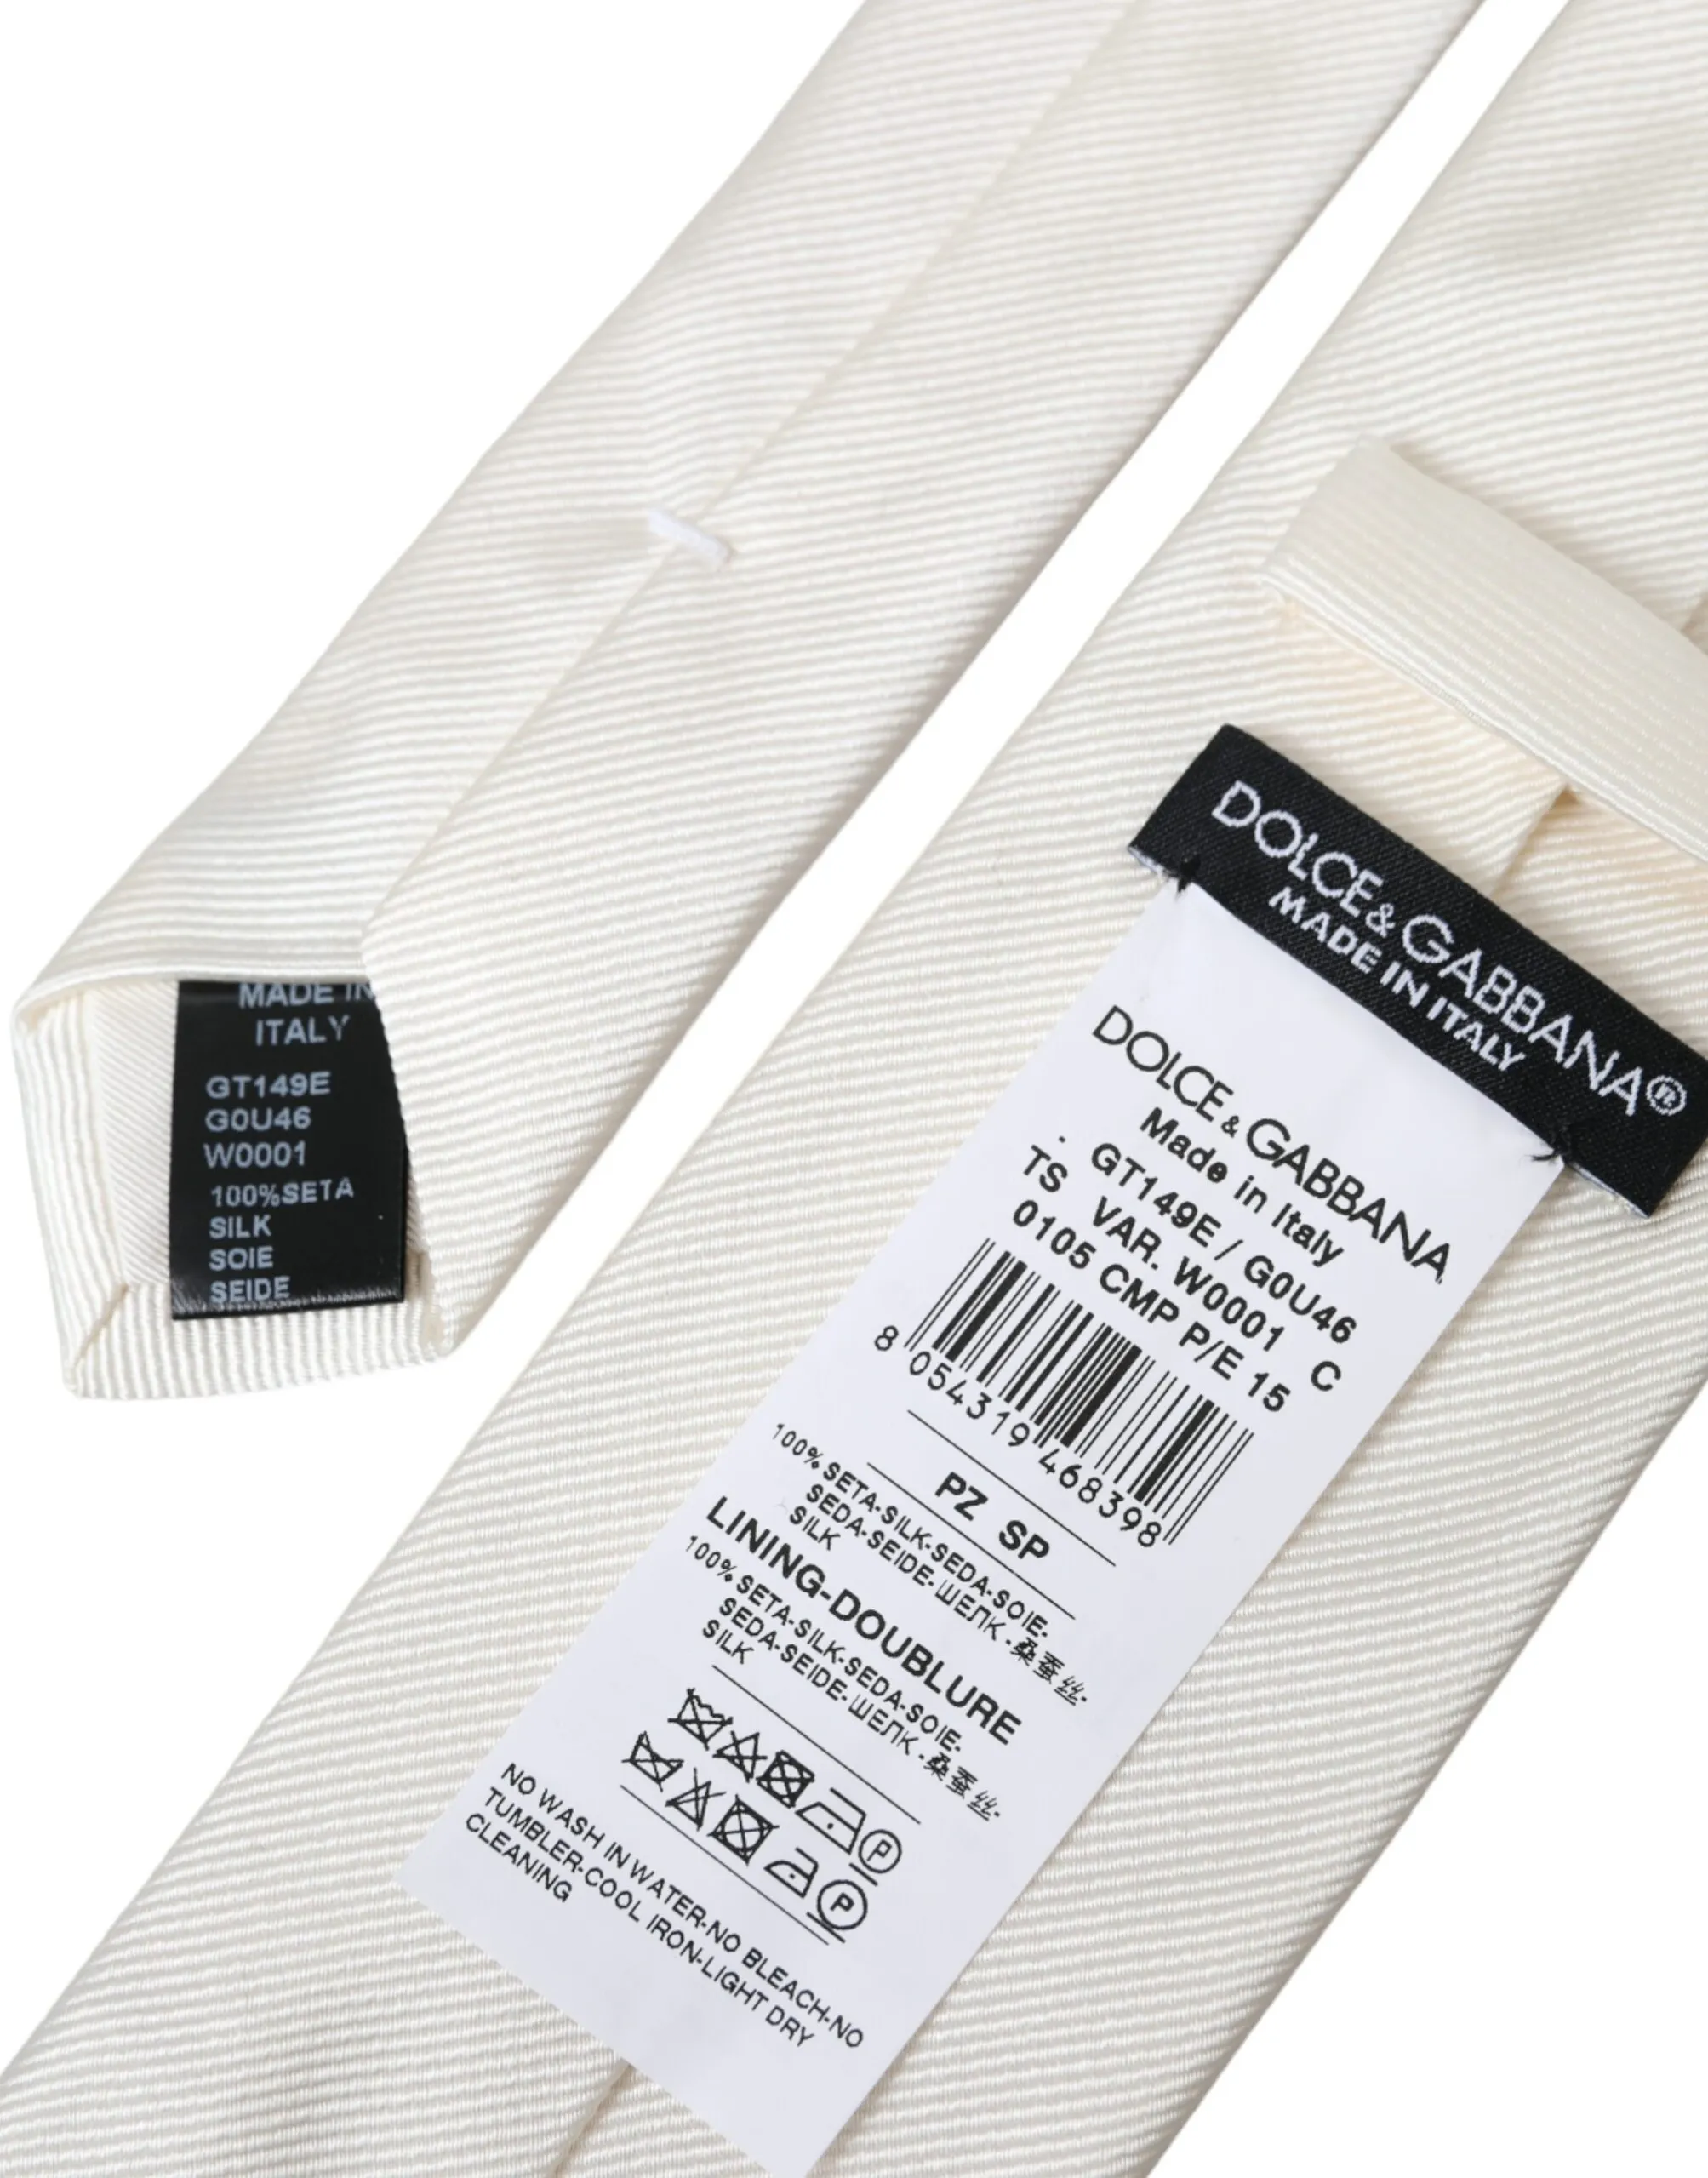 MADE IN
ITALY
GT149E
G0U46
W0001
100%SETA
SILK
SOIE
SEIDE
DOLCE&GABBANA®
MADE IN ITALY
DOLCE&GABBANA
Made in Italy
. GT149E / G0U46
TS VAR. W0001 C
0105 CMP P/E 15
8 054319 468398
PZ SP
100% SETA-SILK-SEDA-SOIE-
SEDA-SEIDE-ШЕЛК-桑蚕丝-
SILK
LINING-DOUBLURE
100% SETA-SILK-SEDA-SOIE-
SEDA-SEIDE-ШЕЛК-桑蚕丝-
SILK
P
P
NO WASH IN WATER-NO BLEACH-NO
TUMBLER-COOL IRON-LIGHT DRY
CLEANING